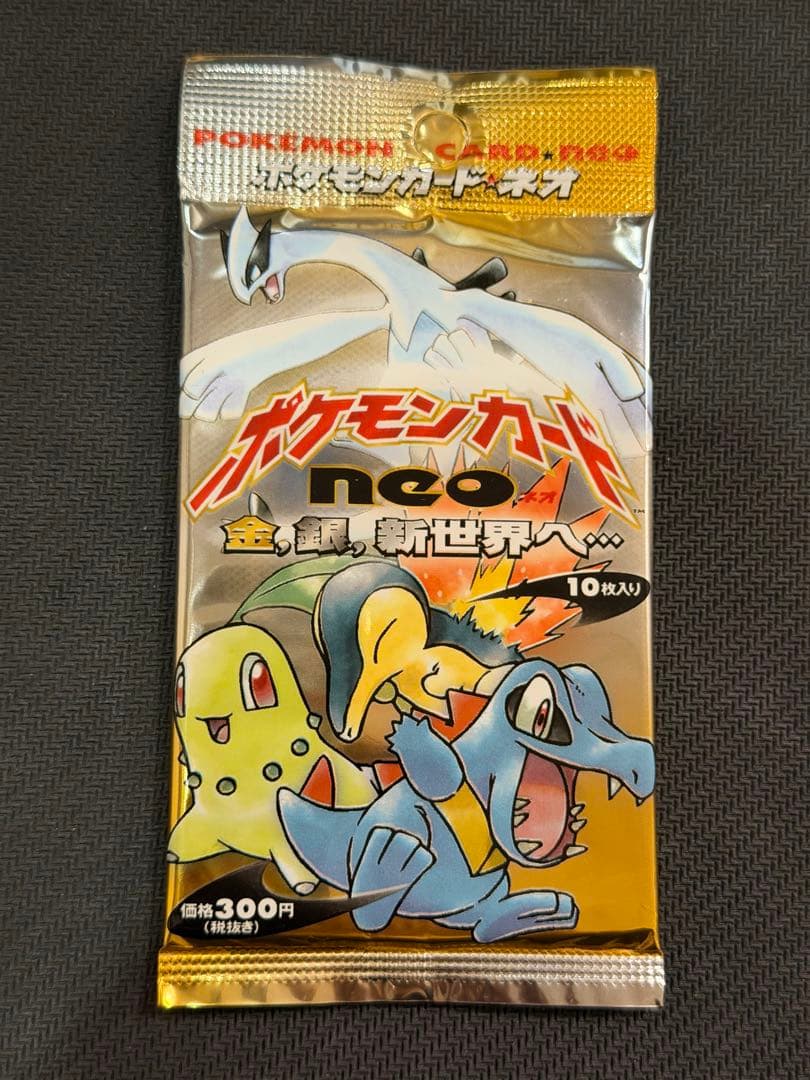 POKÉMON CARD★neo
ポケモンカード★ネオ
ポケモンカード
neo ネオ
TM
金、銀、新世界へ…
10枚入り
価格300円
(税抜き)